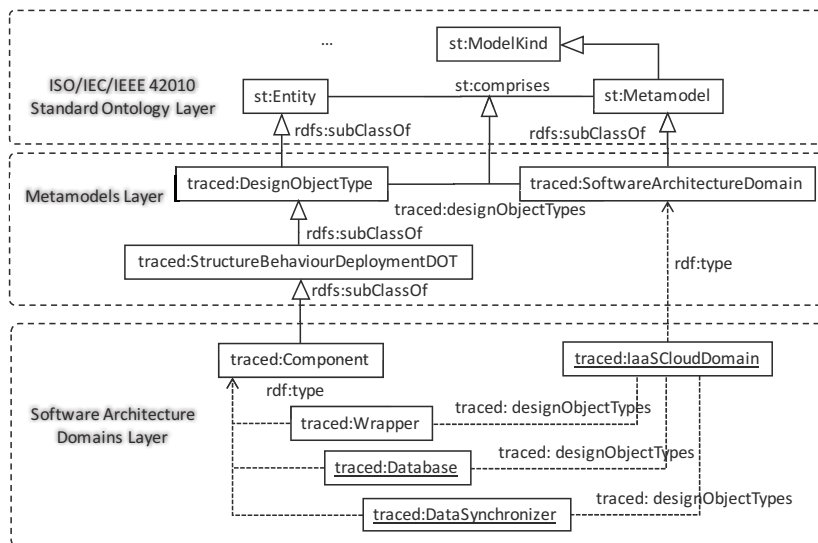 ...
st:ModelKind
ISO/IEC/IEEE 42010
Standard Ontology Layer
st:Entity
st:comprises
st:Metamodel
rdfs:subClassOf
rdfs:subClassOf
Metamodels Layer
traced:DesignObjectType
traced:SoftwareArchitectureDomain
traced:designObjectTypes
rdfs:subClassOf
traced:StructureBehaviourDeploymentDOT
rdf:type
rdfs:subClassOf
traced:Component
traced:IaaSCloudDomain
rdf:type
Software Architecture
Domains Layer
traced:Wrapper
traced: designObjectTypes
traced:Database
traced: designObjectTypes
traced:DataSynchronizer
traced: designObjectTypes